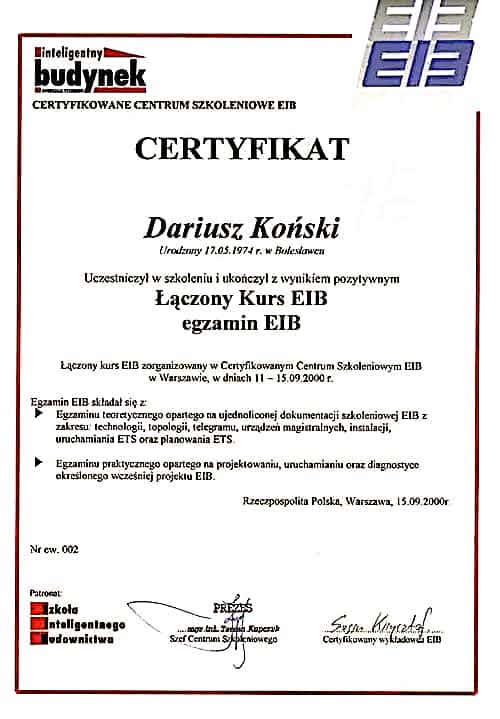 EIB
EIB
inteligentny
budynek
CERTYFIKOWANE CENTRUM SZKOLENIOWE EIB
CERTYFIKAT
Dariusz Koński
Urodzony 17.05.1974 r. w Bolesławcu
Uczestniczył w szkoleniu i ukończył z wynikiem pozytywnym
Łączony Kurs EIB
egzamin EIB
Łączony kurs EIB zorganizowany w Certyfikowanym Centrum Szkoleniowym EIB
w Warszawie, w dniach 11 – 15.09.2000 r.
Egzamin EIB składał się z:
Egzaminu teoretycznego opartego na ujednoliconej dokumentacji szkoleniowej EIB z
zakresu: technologii, topologii, telegramu, urządzeń magistralnych, instalacji,
uruchamiania ETS oraz planowania ETS.
Egzaminu praktycznego opartego na projektowaniu, uruchamianiu oraz diagnostyce
określonego wcześniej projektu EIB.
Rzeczpospolita Polska, Warszawa, 15.09.2000r.
Nr ew. 002
Patronat:
Szkoła
Inteligentnego
Budownictwa
PREZES
mgr inż.
Szef Centrum Szkoleniowego
Certyfikowany wykładowca EIB